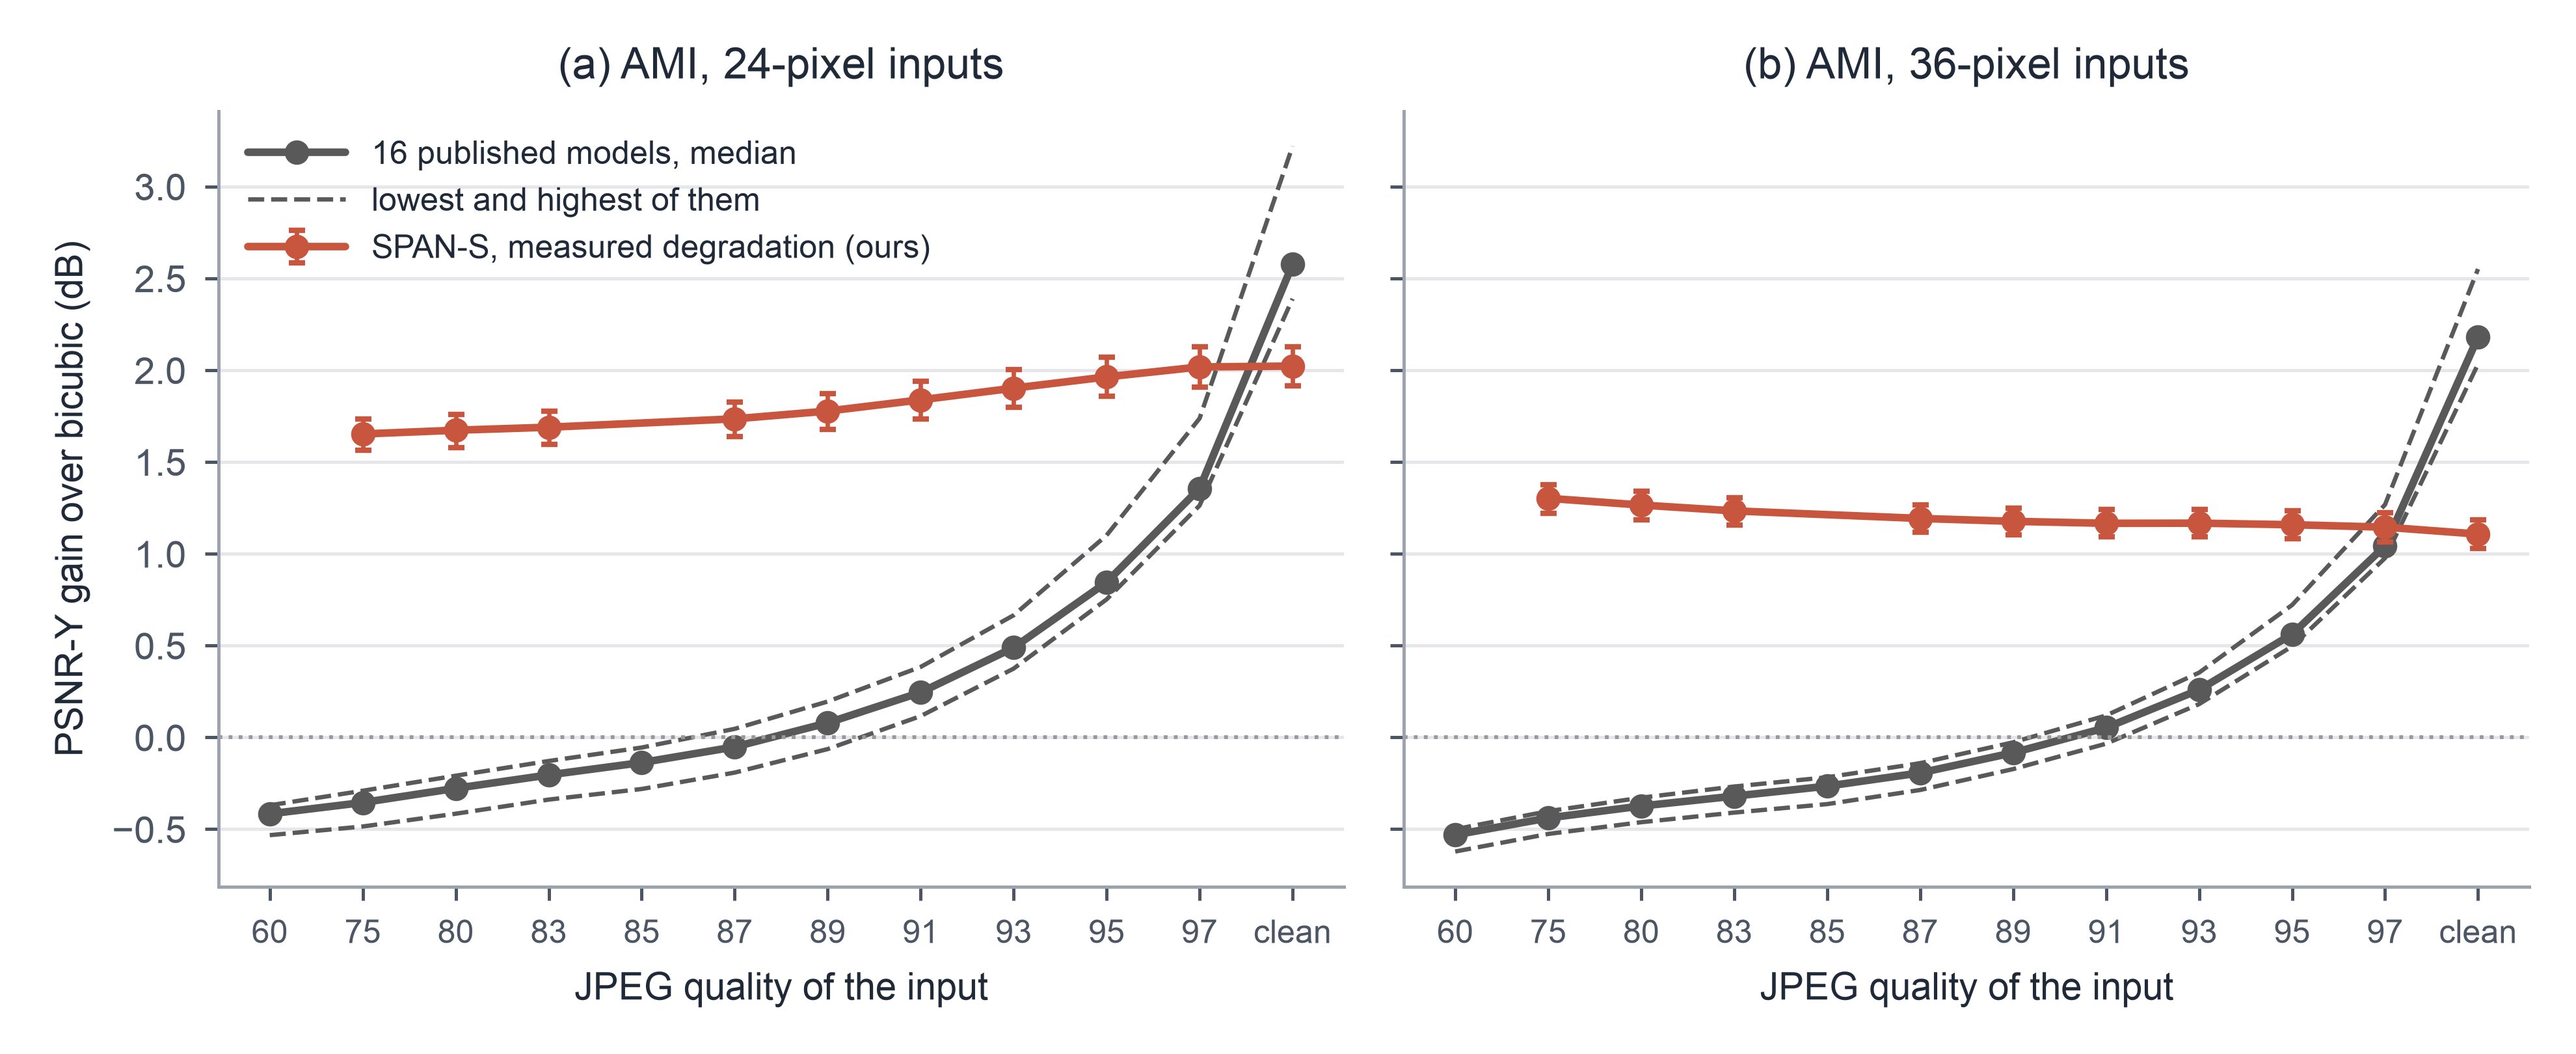 (a) AMI, 24-pixel inputs
16 published models, median
lowest and highest of them
SPAN-S, measured degradation (ours)
PSNR-Y gain over bicubic (dB)
3.0
2.5
2.0
1.5
1.0
0.5
0.0
−0.5
60 75 80 83 85 87 89 91 93 95 97 clean
JPEG quality of the input
(b) AMI, 36-pixel inputs
60 75 80 83 85 87 89 91 93 95 97 clean
JPEG quality of the input